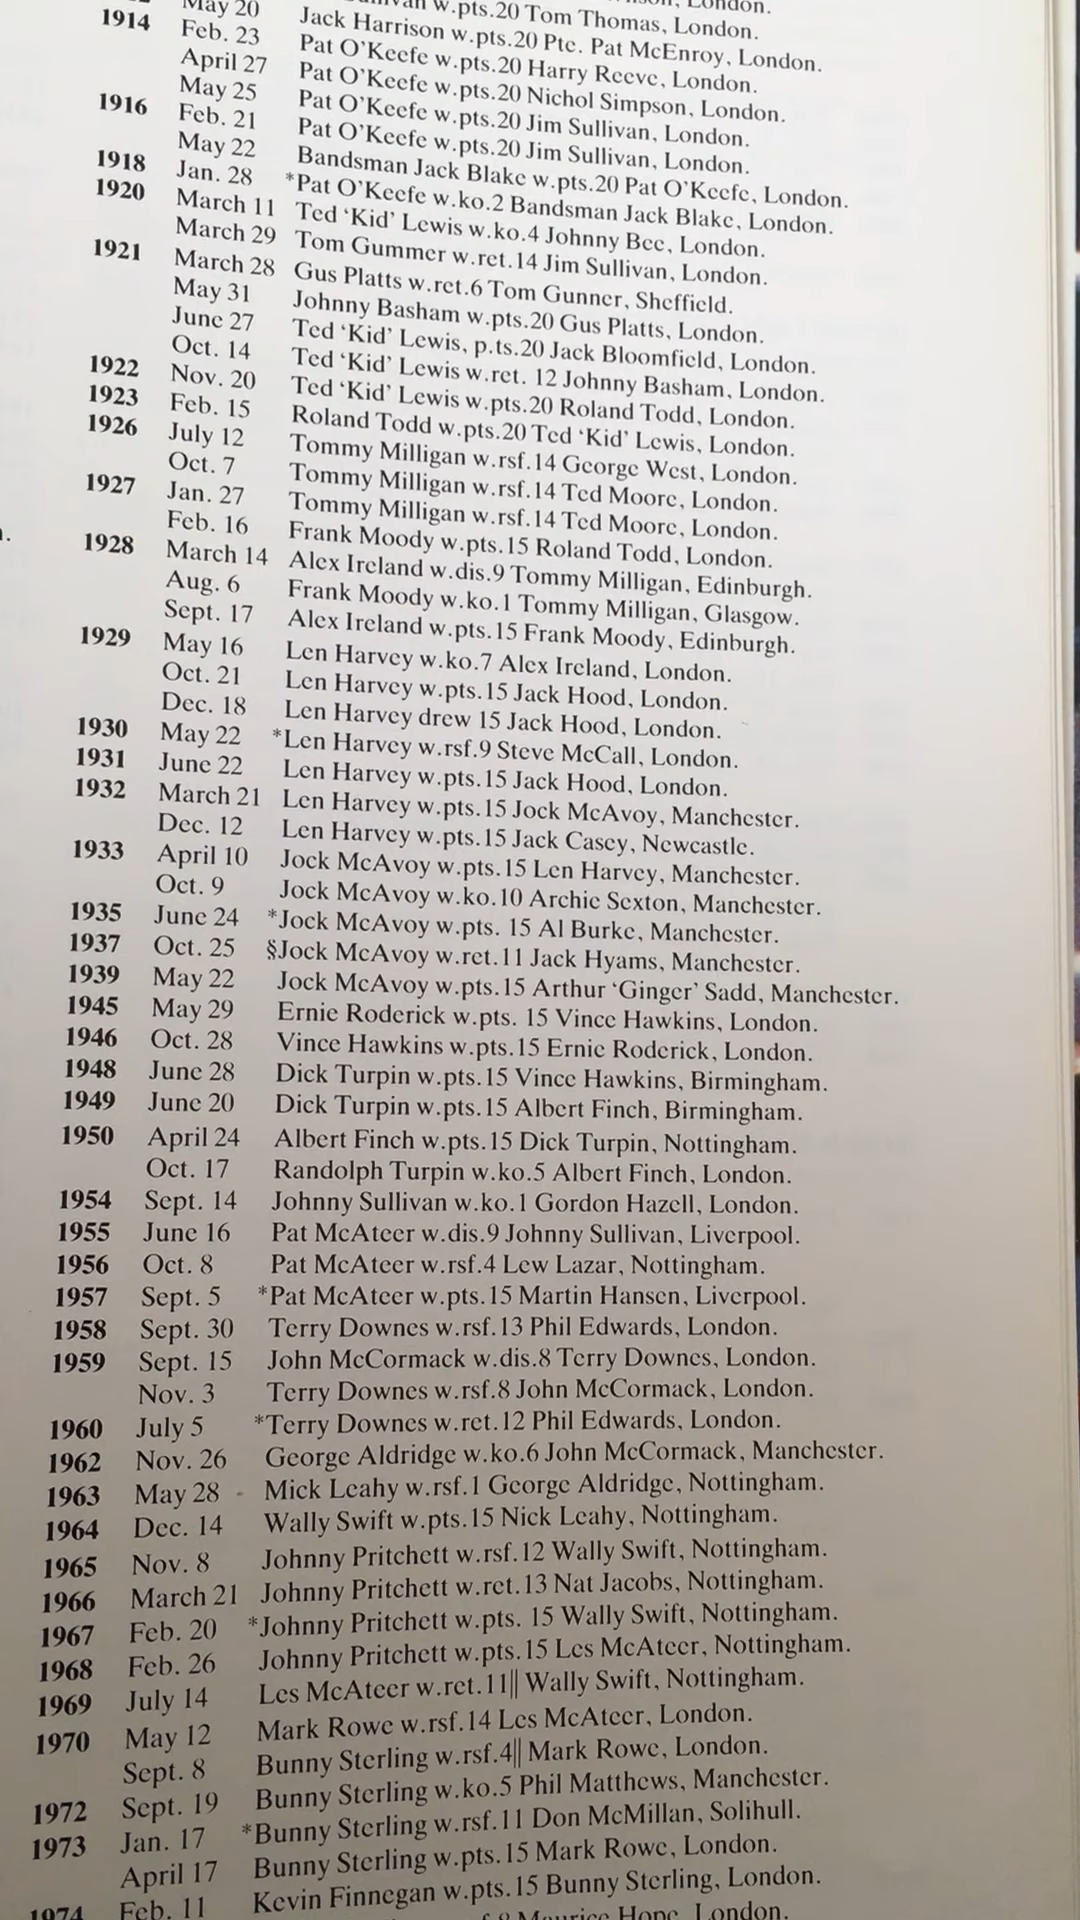 London.
May 20 Jack Harrison w.pts.20 Ptc. Pat McEnroy, London.
w.pts.20 Tom Thomas, London.
1914 Feb. 23 Pat O'Keefe w.pts.20 Harry Reeve, London.
April 27 Pat O'Keefe w.pts.20 Nichol Simpson, London.
May 25 Pat O'Keefe w.pts.20 Jim Sullivan, London.
1916 Feb. 21 Pat O'Keefe w.pts.20 Jim Sullivan, London.
May 22 Bandsman Jack Blake w.pts.20 Pat O'Keefe, London.
1918 Jan. 28 *Pat O'Keefe w.ko.2 Bandsman Jack Blake, London.
1920 March 11 Ted 'Kid' Lewis w.ko.4 Johnny Bee, London.
March 29 Tom Gummer w.ret.14 Jim Sullivan, London.
1921 March 28 Gus Platts w.ret.6 Tom Gunner, Sheffield.
May 31 Johnny Basham w.pts.20 Gus Platts, London.
June 27 Ted 'Kid' Lewis, p.ts.20 Jack Bloomfield, London.
Oct. 14 Ted 'Kid' Lewis w.ret. 12 Johnny Basham, London.
1922 Nov. 20 Ted 'Kid' Lewis w.pts.20 Roland Todd, London.
1923 Feb. 15 Roland Todd w.pts.20 Ted 'Kid' Lewis, London.
1926 July 12 Tommy Milligan w.rsf.14 George West, London.
Oct. 7 Tommy Milligan w.rsf.14 Ted Moore, London.
1927 Jan. 27 Tommy Milligan w.rsf.14 Ted Moore, London.
Feb. 16 Frank Moody w.pts.15 Roland Todd, London.
1928 March 14 Alex Ireland w.dis.9 Tommy Milligan, Edinburgh.
Aug. 6 Frank Moody w.ko.1 Tommy Milligan, Glasgow.
Sept. 17 Alex Ireland w.pts.15 Frank Moody, Edinburgh.
1929 May 16 Len Harvey w.ko.7 Alex Ireland, London.
Oct. 21 Len Harvey w.pts.15 Jack Hood, London.
Dec. 18 Len Harvey drew 15 Jack Hood, London.
1930 May 22 *Len Harvey w.rsf.9 Steve McCall, London.
1931 June 22 Len Harvey w.pts.15 Jack Hood, London.
1932 March 21 Len Harvey w.pts.15 Jock McAvoy, Manchester.
Dec. 12 Len Harvey w.pts.15 Jack Casey, Newcastle.
1933 April 10 Jock McAvoy w.pts.15 Len Harvey, Manchester.
Oct. 9 Jock McAvoy w.ko.10 Archie Sexton, Manchester.
1935 June 24 *Jock McAvoy w.pts. 15 Al Burke, Manchester.
1937 Oct. 25 §Jock McAvoy w.ret.11 Jack Hyams, Manchester.
1939 May 22 Jock McAvoy w.pts.15 Arthur 'Ginger' Sadd, Manchester.
1945 May 29 Ernie Roderick w.pts. 15 Vince Hawkins, London.
1946 Oct. 28 Vince Hawkins w.pts.15 Ernie Roderick, London.
1948 June 28 Dick Turpin w.pts.15 Vince Hawkins, Birmingham.
1949 June 20 Dick Turpin w.pts.15 Albert Finch, Birmingham.
1950 April 24 Albert Finch w.pts.15 Dick Turpin, Nottingham.
Oct. 17 Randolph Turpin w.ko.5 Albert Finch, London.
1954 Sept. 14 Johnny Sullivan w.ko.1 Gordon Hazell, London.
1955 June 16 Pat McAteer w.dis.9 Johnny Sullivan, Liverpool.
1956 Oct. 8 Pat McAteer w.rsf.4 Lew Lazar, Nottingham.
1957 Sept. 5 *Pat McAteer w.pts.15 Martin Hansen, Liverpool.
1958 Sept. 30 Terry Downes w.rsf.13 Phil Edwards, London.
1959 Sept. 15 John McCormack w.dis.8 Terry Downes, London.
Nov. 3 Terry Downes w.rsf.8 John McCormack, London.
1960 July 5 *Terry Downes w.ret.12 Phil Edwards, London.
1962 Nov. 26 George Aldridge w.ko.6 John McCormack, Manchester.
1963 May 28 Mick Leahy w.rsf.1 George Aldridge, Nottingham.
1964 Dec. 14 Wally Swift w.pts.15 Nick Leahy, Nottingham.
1965 Nov. 8 Johnny Pritchett w.rsf.12 Wally Swift, Nottingham.
1966 March 21 Johnny Pritchett w.ret.13 Nat Jacobs, Nottingham.
1967 Feb. 20 *Johnny Pritchett w.pts. 15 Wally Swift, Nottingham.
1968 Feb. 26 Johnny Pritchett w.pts.15 Les McAteer, Nottingham.
1969 July 14 Les McAteer w.ret.11|| Wally Swift, Nottingham.
1970 May 12 Mark Rowe w.rsf.14 Les McAteer, London.
Sept. 8 Bunny Sterling w.rsf.4|| Mark Rowe, London.
1972 Sept. 19 Bunny Sterling w.ko.5 Phil Matthews, Manchester.
1973 Jan. 17 *Bunny Sterling w.rsf.11 Don McMillan, Solihull.
April 17 Bunny Sterling w.pts.15 Mark Rowe, London.
1974 Feb. 11 Kevin Finnegan w.pts.15 Bunny Sterling, London.
Maurice Hope, London.